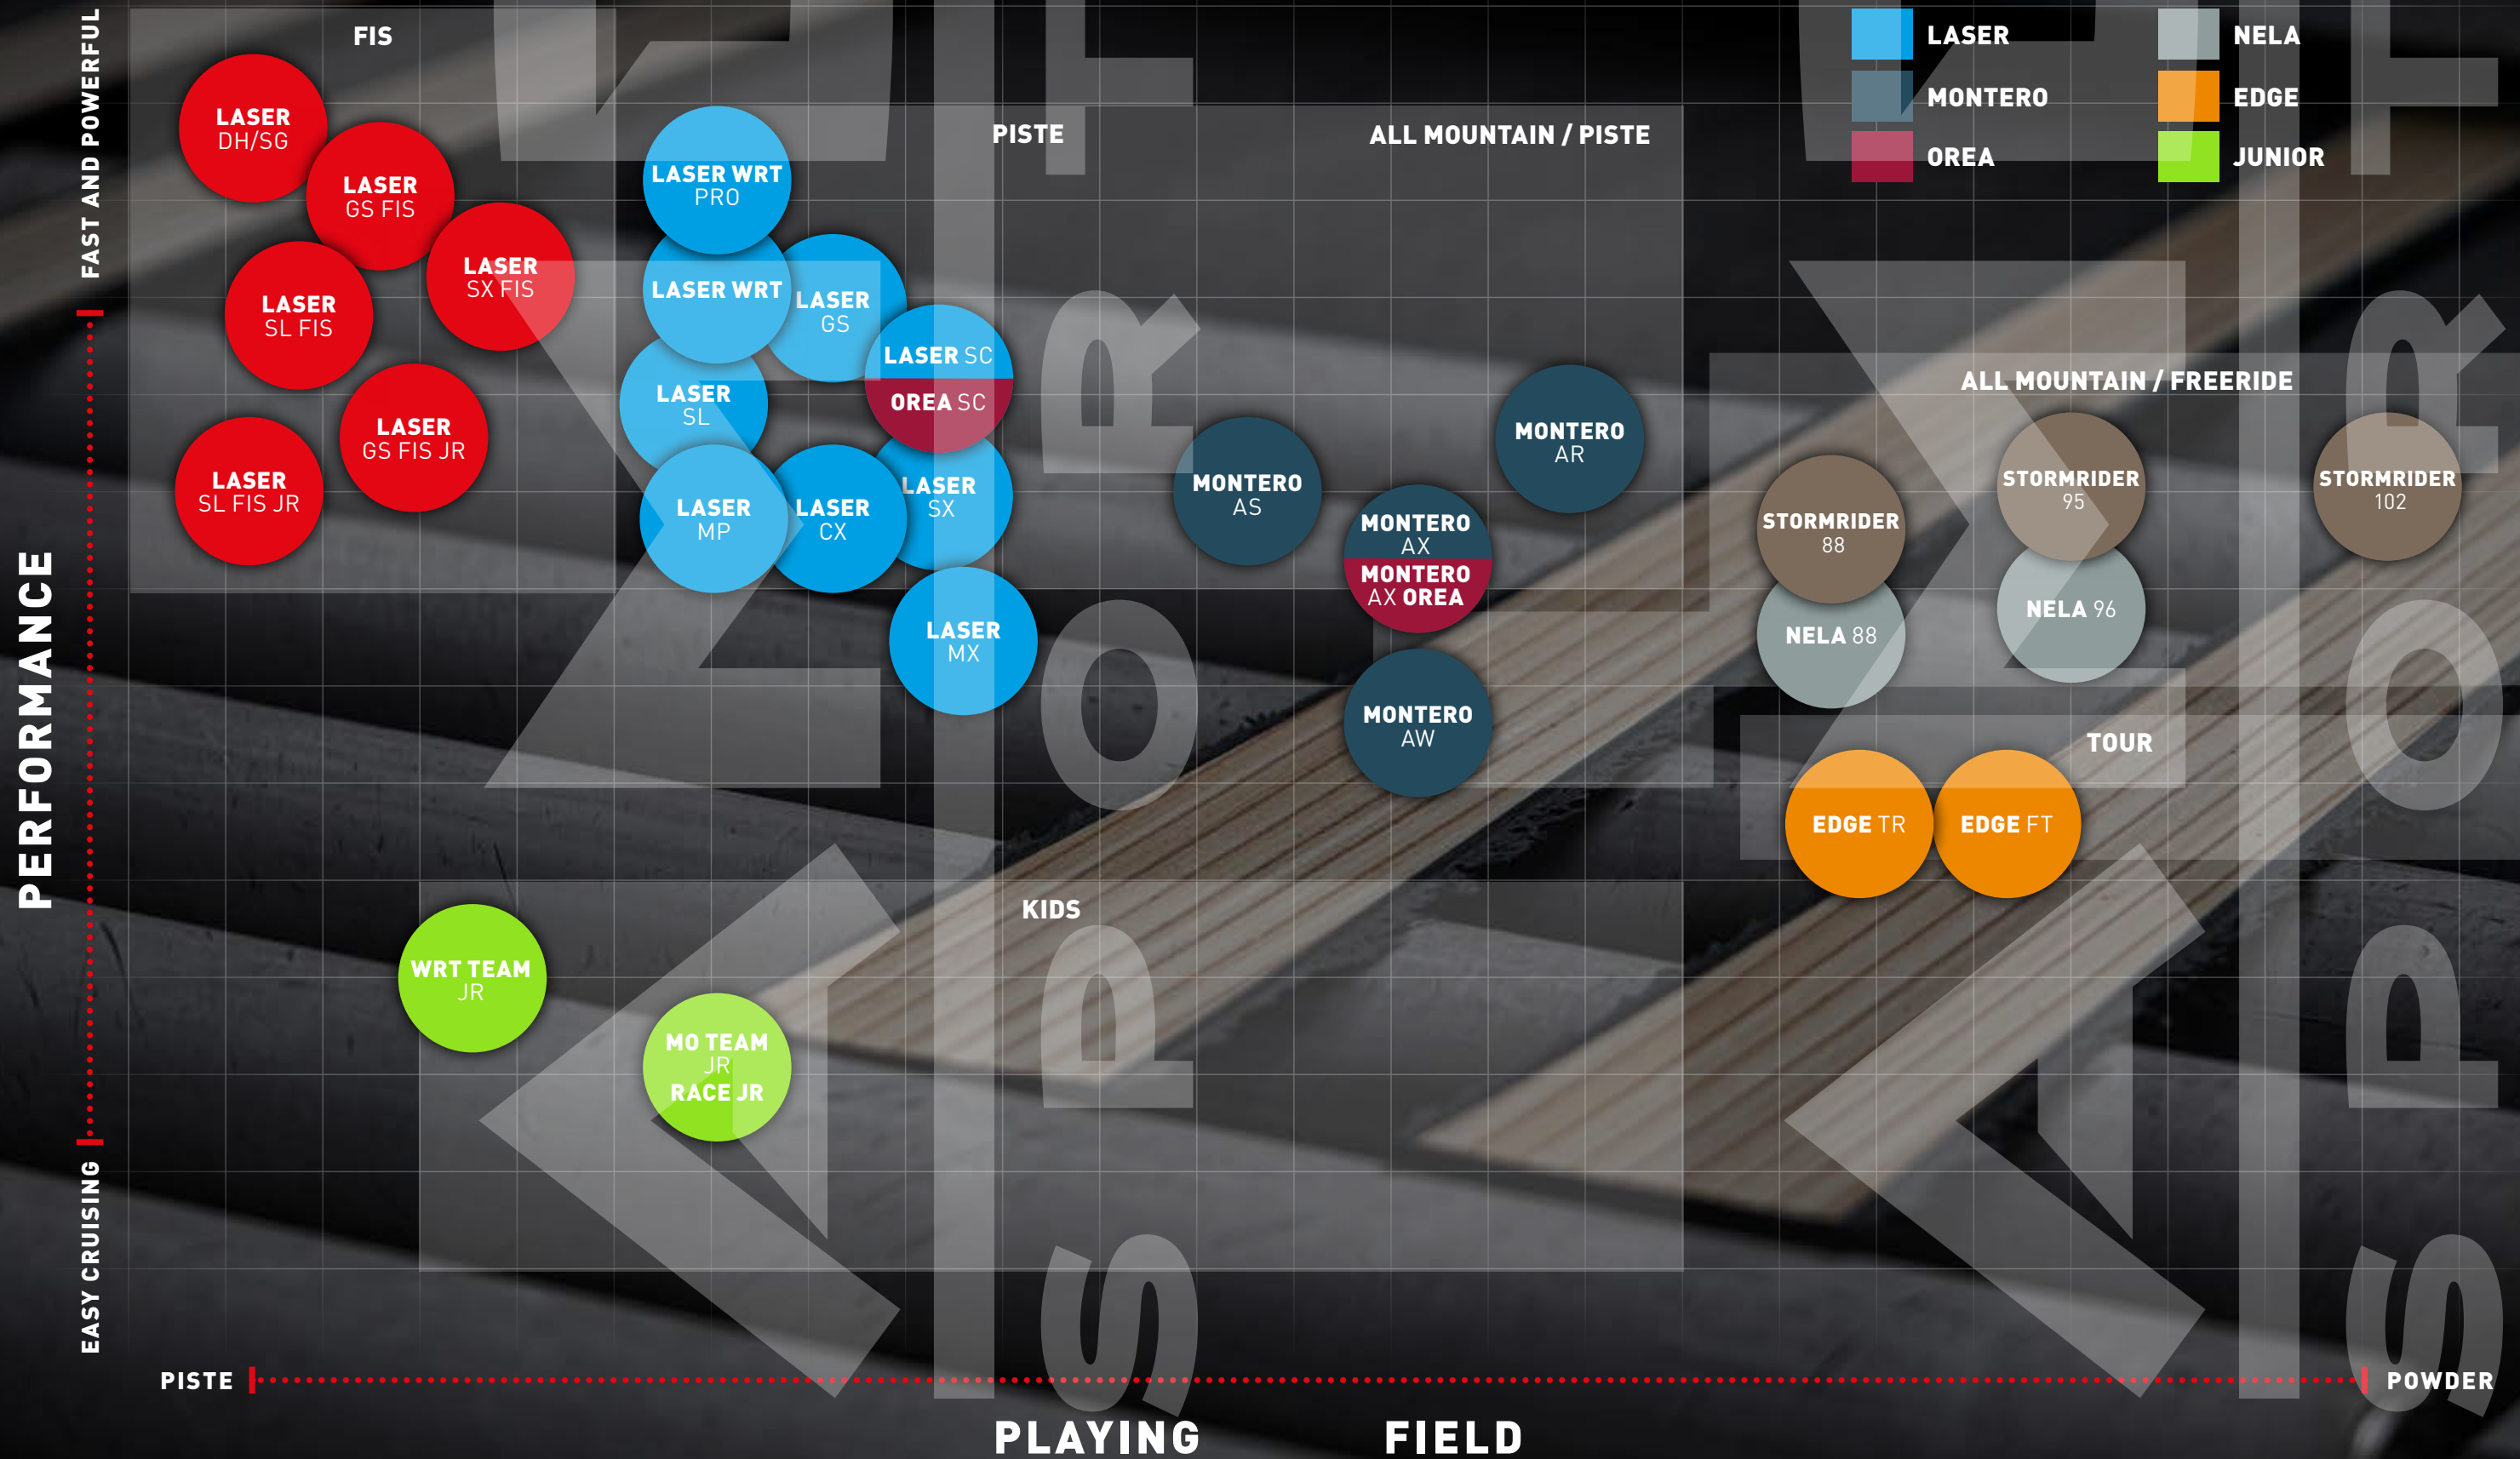 FAST AND POWERFUL
PERFORMANCE
EASY CRUISING
FIS
LASER
DH/SG
LASER
GS FIS
LASER
SX FIS
LASER
SL FIS
LASER
GS FIS JR
LASER
SL FIS JR
PISTE
ALL MOUNTAIN / PISTE
LASER WRT
PRO
LASER WRT
LASER
GS
LASER SC
OREA SC
LASER
SL
LASER
MP
LASER
CX
LASER
SX
LASER
MX
MONTERO
AS
MONTERO
AR
MONTERO
AX
MONTERO
AX OREA
MONTERO
AW
LASER
MONTERO
OREA
NELA
EDGE
JUNIOR
ALL MOUNTAIN / FREERIDE
STORMRIDER
88
STORMRIDER
95
STORMRIDER
102
NELA 88
NELA 96
TOUR
EDGE TR
EDGE FT
KIDS
WRT TEAM
JR
MO TEAM
JR
RACE JR
PISTE
POWDER
PLAYING FIELD